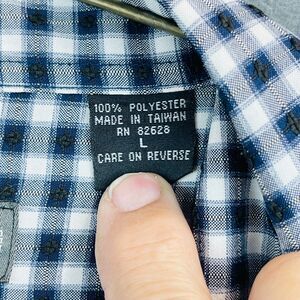 100% POLYESTER
MADE IN TAIWAN
RN 82628
L
CARE ON REVERSE